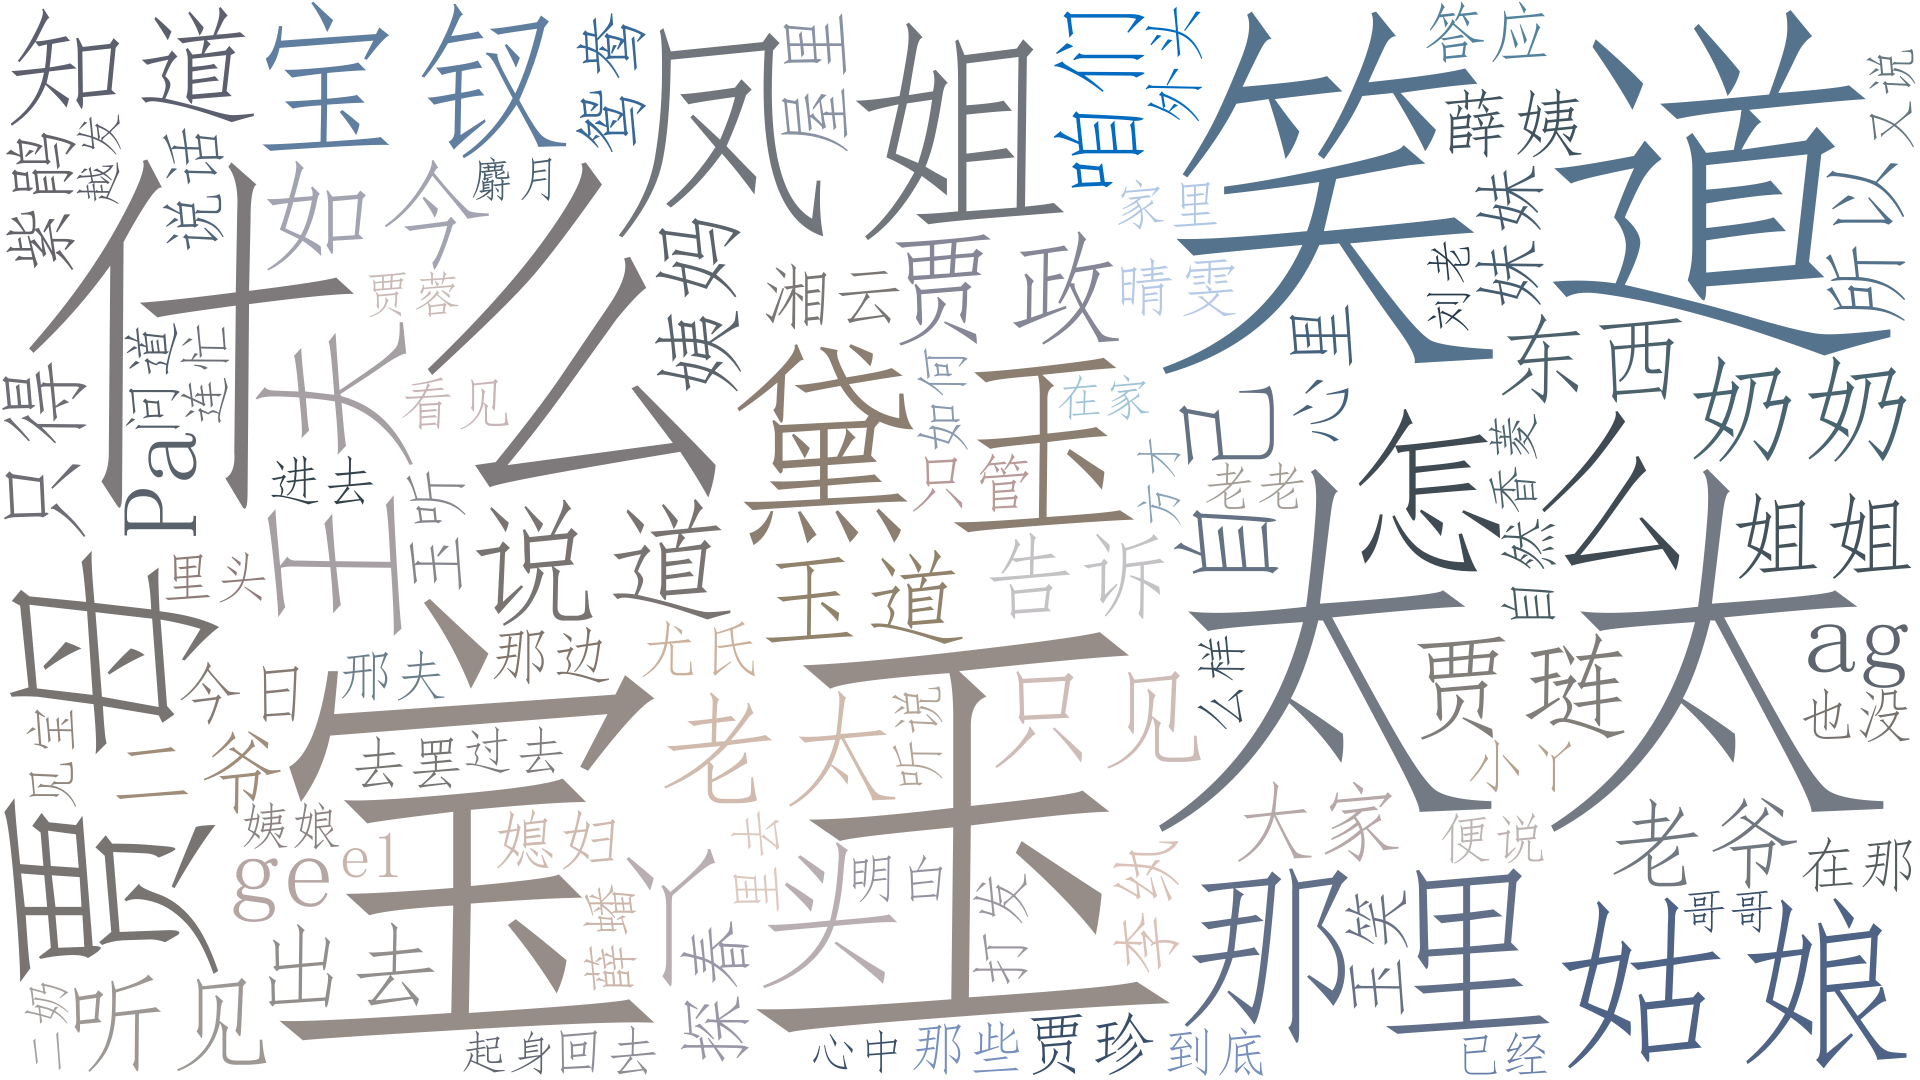 知道
宝钗
鸳鸯
凤姐
屋里
咱们
外头
笑道
答应
又说
薛姨
紫鹃
越发
说话
如今
麝月
什么
姨妈
湘云
贾政
家里
晴雯
刘老
妹妹
所以
贾蓉
问道
连忙
王夫
看见
如何
黛玉
在家
心里
东西
奶奶
只得
Pa
进去
玉听
只管
方才
自己
老老
怎么
香菱
自然
姐姐
说道
告诉
玉道
太太
贾母
里头
今日
邢夫
那边
尤氏
么样
贾琏
ag
也没
见宝
二爷
去罢
过去
宝玉
老太
听说
只见
小丫
姨娘
ge
el
媳妇
里去
丫头
明白
大家
便说
老爷
在那
薛蟠
探春
打发
李纨
那里
玉笑
姑娘
哥哥
二奶
听见
出去
起身
回去
心中
那些
贾珍
到底
已经